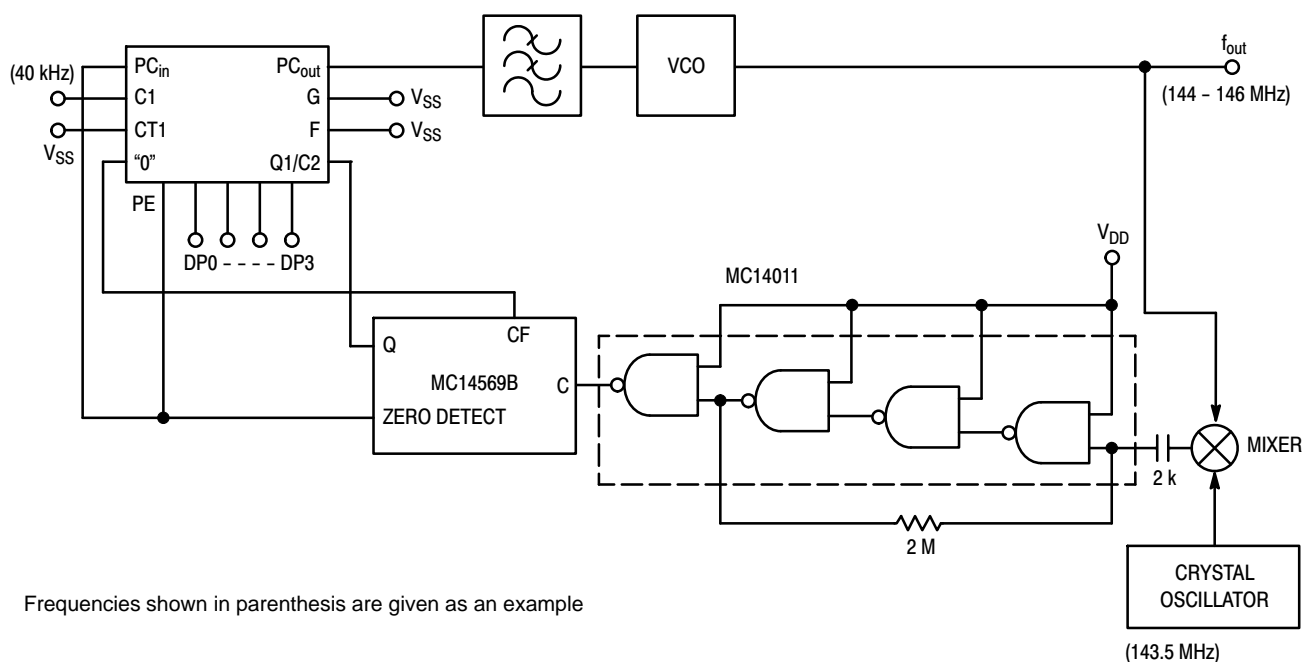 PCin
PCout
(40 kHz)
C1
G
VSS
CT1
F
VSS
VSS
“0”
Q1/C2
PE
DP0 – – – – DP3
VCO
fout
(144 – 146 MHz)
VDD
MC14011
CF
Q
MC14569B
C
ZERO DETECT
MIXER
2 k
2 M
CRYSTAL
OSCILLATOR
(143.5 MHz)
Frequencies shown in parenthesis are given as an example